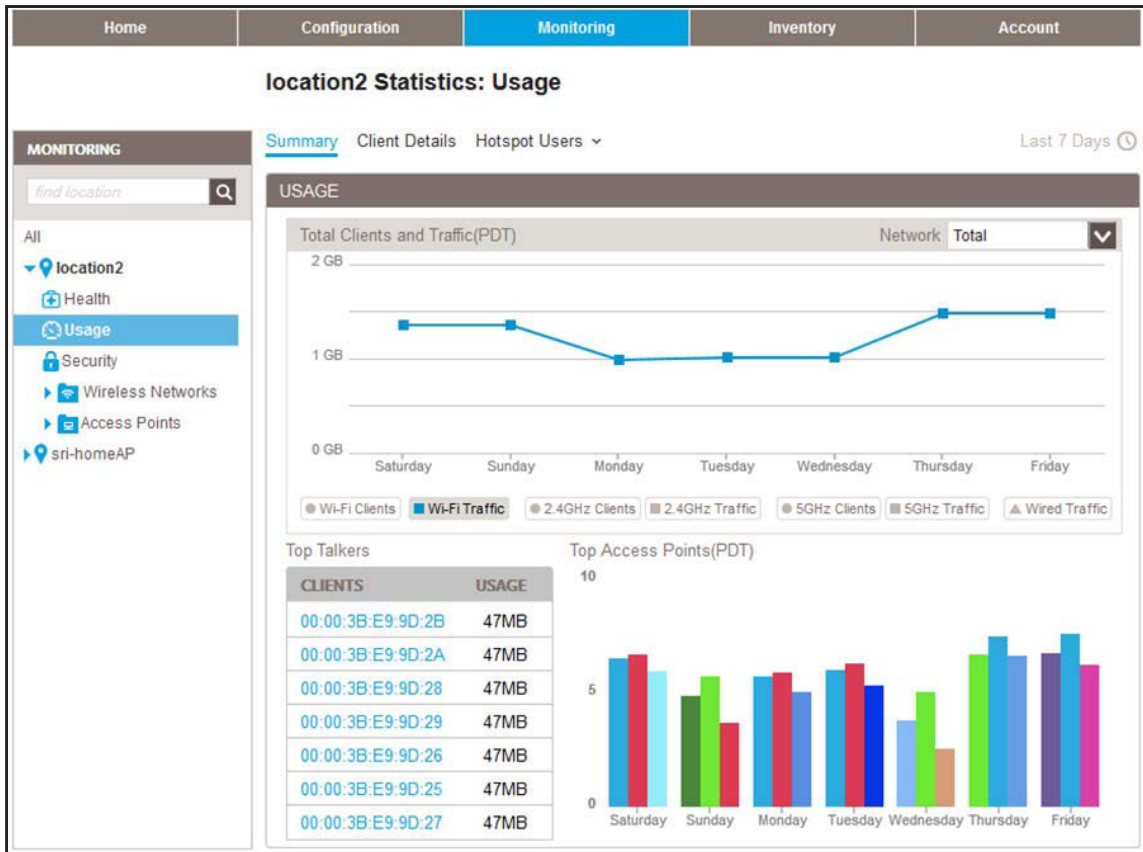 Home Configuration Monitoring Inventory Account
location2 Statistics: Usage
MONITORING
find location
All
location2
Health
Usage
Security
Wireless Networks
Access Points
sri-homeAP
Summary Client Details Hotspot Users
Last 7 Days
USAGE
Total Clients and Traffic(PDT)
Network Total
2 GB
1 GB
0 GB
Saturday Sunday Monday Tuesday Wednesday Thursday Friday
Wi-Fi Clients Wi-Fi Traffic 2.4GHz Clients 2.4GHz Traffic 5GHz Clients 5GHz Traffic Wired Traffic
Top Talkers
CLIENTS USAGE
00:00:3B:E9:9D:2B 47MB
00:00:3B:E9:9D:2A 47MB
00:00:3B:E9:9D:28 47MB
00:00:3B:E9:9D:29 47MB
00:00:3B:E9:9D:26 47MB
00:00:3B:E9:9D:25 47MB
00:00:3B:E9:9D:27 47MB
Top Access Points(PDT)
10
5
0
Saturday Sunday Monday Tuesday Wednesday Thursday Friday